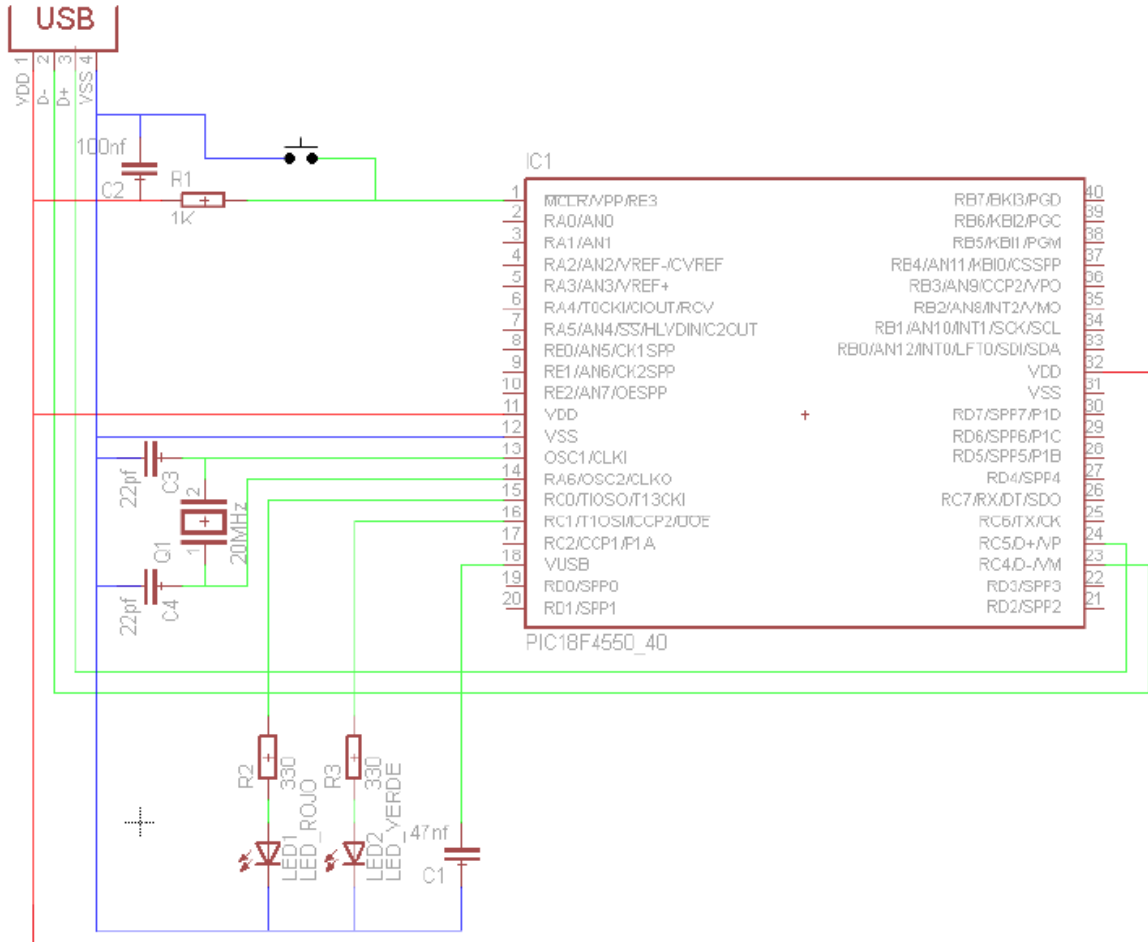 USB
VDD 1
D- 2
D+ 3
VSS 4
100nf
C2
R1
1K
IC1
1 MCLR/VPP/RE3
2 RA0/AN0
3 RA1/AN1
4 RA2/AN2/VREF-/CVREF
5 RA3/AN3/VREF+
6 RA4/T0CKI/CIOUT/RCV
7 RA5/AN4/SS/HLVDIN/C2OUT
8 RE0/AN5/CK1SPP
9 RE1/AN6/CK2SPP
10 RE2/AN7/OESPP
11 VDD
12 VSS
13 OSC1/CLKI
14 RA6/OSC2/CLKO
15 RC0/TIOSO/T13CKI
16 RC1/T1OSI/CCP2/UOE
17 RC2/CCP1/P1A
18 VUSB
19 RD0/SPP0
20 RD1/SPP1
RB7/BKI3/PGD 40
RB6/KBI2/PGC 39
RB5/KBI1/PGM 38
RB4/AN11/KBI0/CSSPP 37
RB3/AN9/CCP2/VPO 36
RB2/AN8/INT2/VMO 35
RB1/AN10/INT1/SCK/SCL 34
RB0/AN12/INT0/LFT0/SDI/SDA 33
VDD 32
VSS 31
RD7/SPP7/P1D 30
RD6/SPP6/P1C 29
RD5/SPP5/P1B 28
RD4/SPP4 27
RC7/RX/DT/SDO 26
RC6/TX/CK 25
RC5/D+/VP 24
RC4/D-/VM 23
RD3/SPP3 22
RD2/SPP2 21
PIC18F4550_40
22pf
C3
2
1
Q1
20MHz
22pf
C4
R2
330
LED1
LED_ROJO
R3
330
LED2
LED_VERDE
47nf
C1